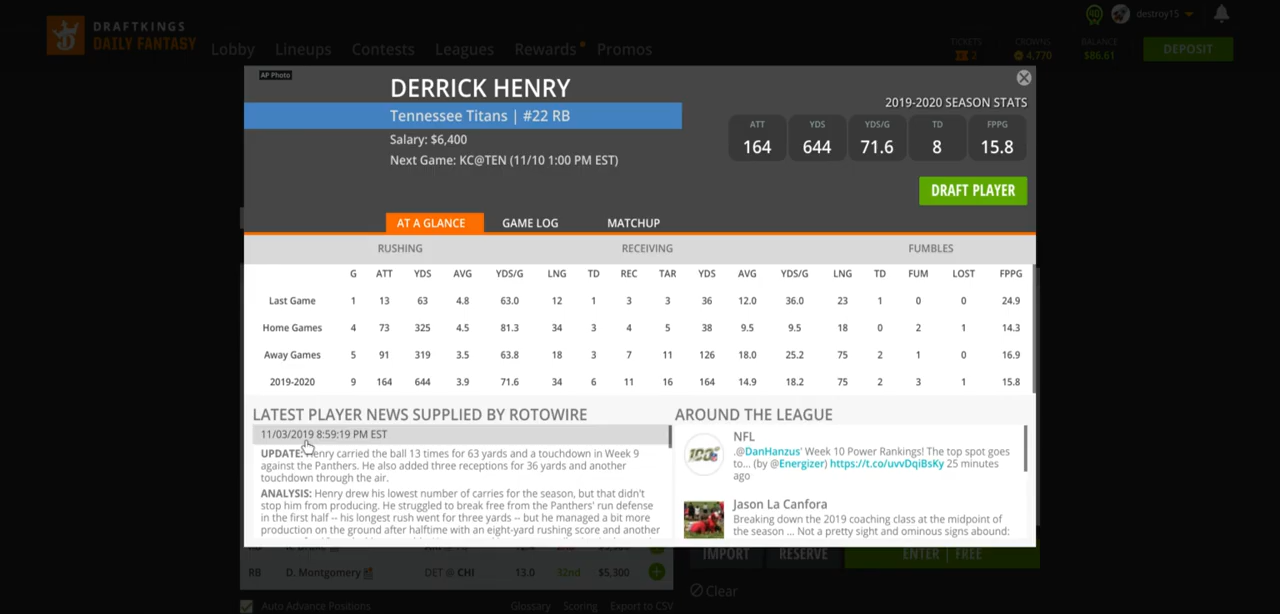 DRAFTKINGS
DAILY FANTASY
Lobby Lineups Contests Leagues Rewards Promos
40 destroy15
TICKETS 2 CROWNS 4,770 BALANCE $86.61 DEPOSIT
AP Photo
DERRICK HENRY
Tennessee Titans | #22 RB
Salary: $6,400
Next Game: KC@TEN (11/10 1:00 PM EST)
2019-2020 SEASON STATS
ATT YDS YDS/G TD FPPG
164 644 71.6 8 15.8
DRAFT PLAYER
AT A GLANCE GAME LOG MATCHUP
RUSHING RECEIVING FUMBLES
G ATT YDS AVG YDS/G LNG TD REC TAR YDS AVG YDS/G LNG TD FUM LOST FPPG
Last Game 1 13 63 4.8 63.0 12 1 3 3 36 12.0 36.0 23 1 0 0 24.9
Home Games 4 73 325 4.5 81.3 34 3 4 5 38 9.5 9.5 18 0 2 1 14.3
Away Games 5 91 319 3.5 63.8 18 3 7 11 126 18.0 25.2 75 2 1 0 16.9
2019-2020 9 164 644 3.9 71.6 34 6 11 16 164 14.9 18.2 75 2 3 1 15.8
LATEST PLAYER NEWS SUPPLIED BY ROTOWIRE
11/03/2019 8:59:19 PM EST
UPDATE: Henry carried the ball 13 times for 63 yards and a touchdown in Week 9
against the Panthers. He also added three receptions for 36 yards and another
touchdown through the air.
ANALYSIS: Henry drew his lowest number of carries for the season, but that didn't
stop him from producing. He struggled to break free from the Panthers' run defense
in the first half -- his longest rush went for three yards -- but he managed a bit more
production on the ground after halftime with an eight-yard rushing score and another
AROUND THE LEAGUE
NFL
.@DanHanzus' Week 10 Power Rankings! The top spot goes
to... (by @Energizer) https://t.co/uvvDqiBsKy 25 minutes
ago
Jason La Canfora
Breaking down the 2019 coaching class at the midpoint of
the season ... Not a pretty sight and ominous signs abound:
RB D. Montgomery DET @ CHI 13.0 32nd $5,300
IMPORT RESERVE ENTER | FREE
Clear
Auto Advance Positions Glossary Scoring Export to CSV